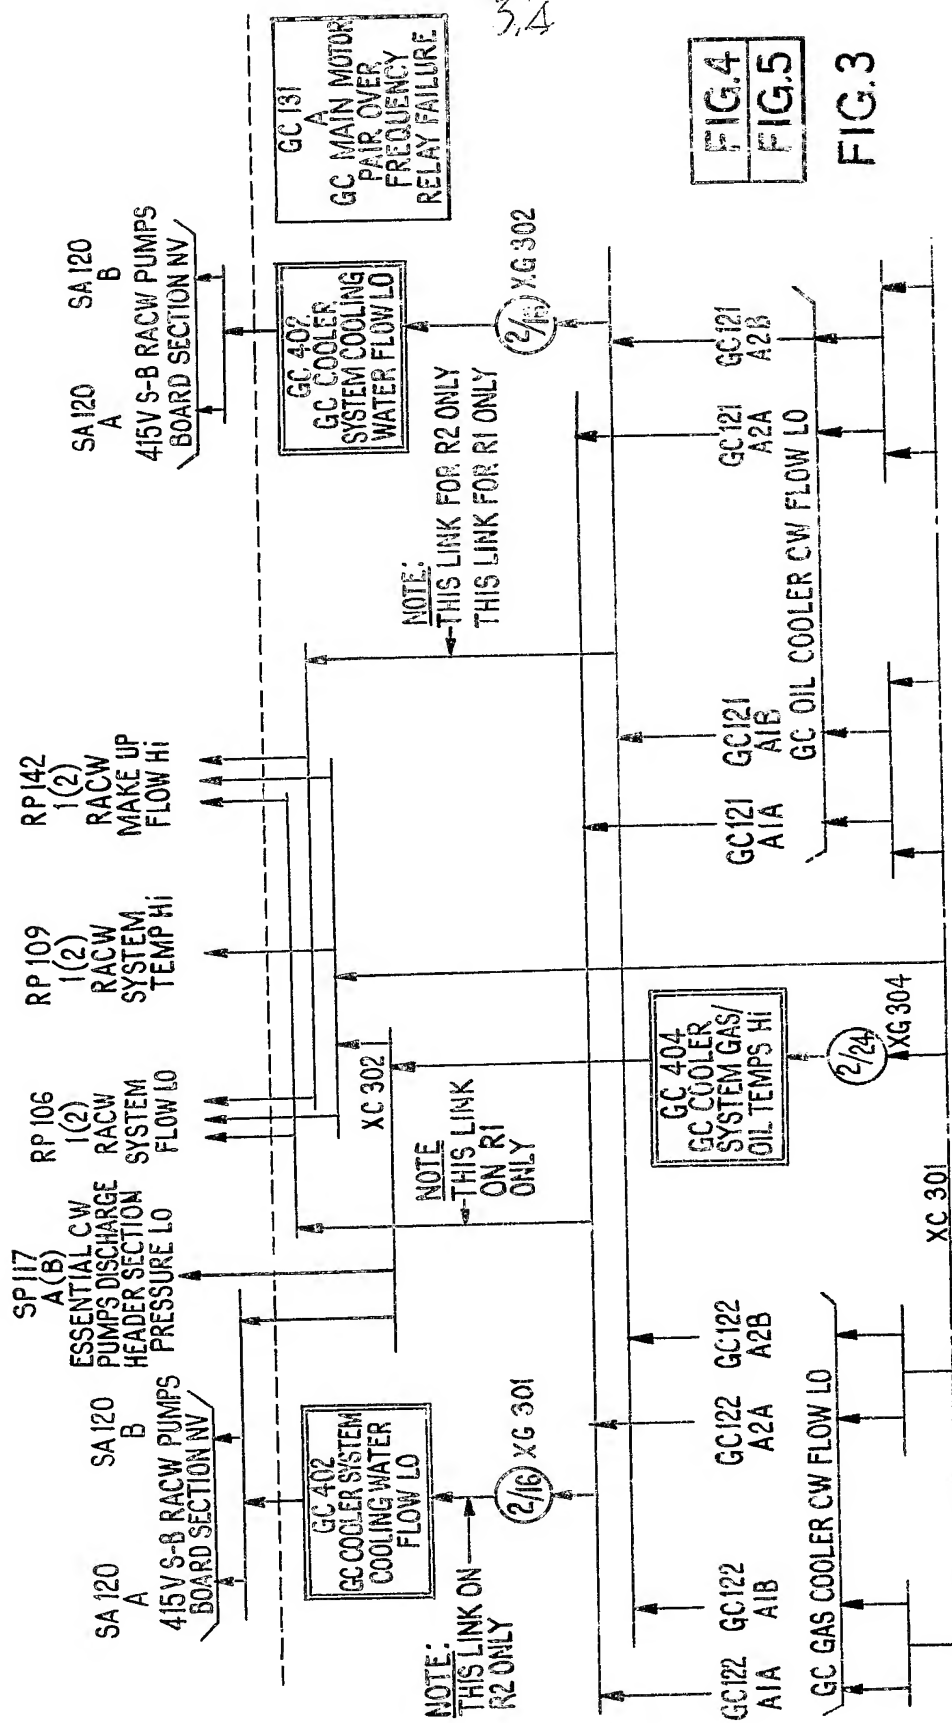 3,4
SA 120
A
SA 120
B
415V S-B RACW PUMPS
BOARD SECTION NV
SP117
A(B)
ESSENTIAL CW
PUMPS DISCHARGE
HEADER SECTION
PRESSURE LO
RP106
1(2)
RACW
SYSTEM
FLOW LO
RP109
1(2)
RACW
SYSTEM
TEMP Hi
RP142
1(2)
RACW
MAKE UP
FLOW Hi
SA 120
A
SA 120
B
415V S-B RACW PUMPS
BOARD SECTION NV
GC 131
A
GC MAIN MOTOR
PAIR OVER
FREQUENCY
RELAY FAILURE
GC 402
GC COOLER SYSTEM
COOLING WATER
FLOW LO
XC 302
GC 402
GC COOLER
SYSTEM COOLING
WATER FLOW LO
NOTE:
THIS LINK ON
R2 ONLY
2/16
XG 301
NOTE
THIS LINK
ON R1
ONLY
NOTE:
THIS LINK FOR R2 ONLY
THIS LINK FOR R1 ONLY
2/16
XG 302
GC122
A1A
GC122
A1B
GC122
A2A
GC122
A2B
GC GAS COOLER CW FLOW LO
GC 404
GC COOLER
SYSTEM GAS/
OIL TEMPS Hi
2/24
XG 304
GC121
A1A
GC121
A1B
GC121
A2A
GC121
A2B
GC OIL COOLER CW FLOW LO
XC 301
FIG.4
FIG.5
FIG.3